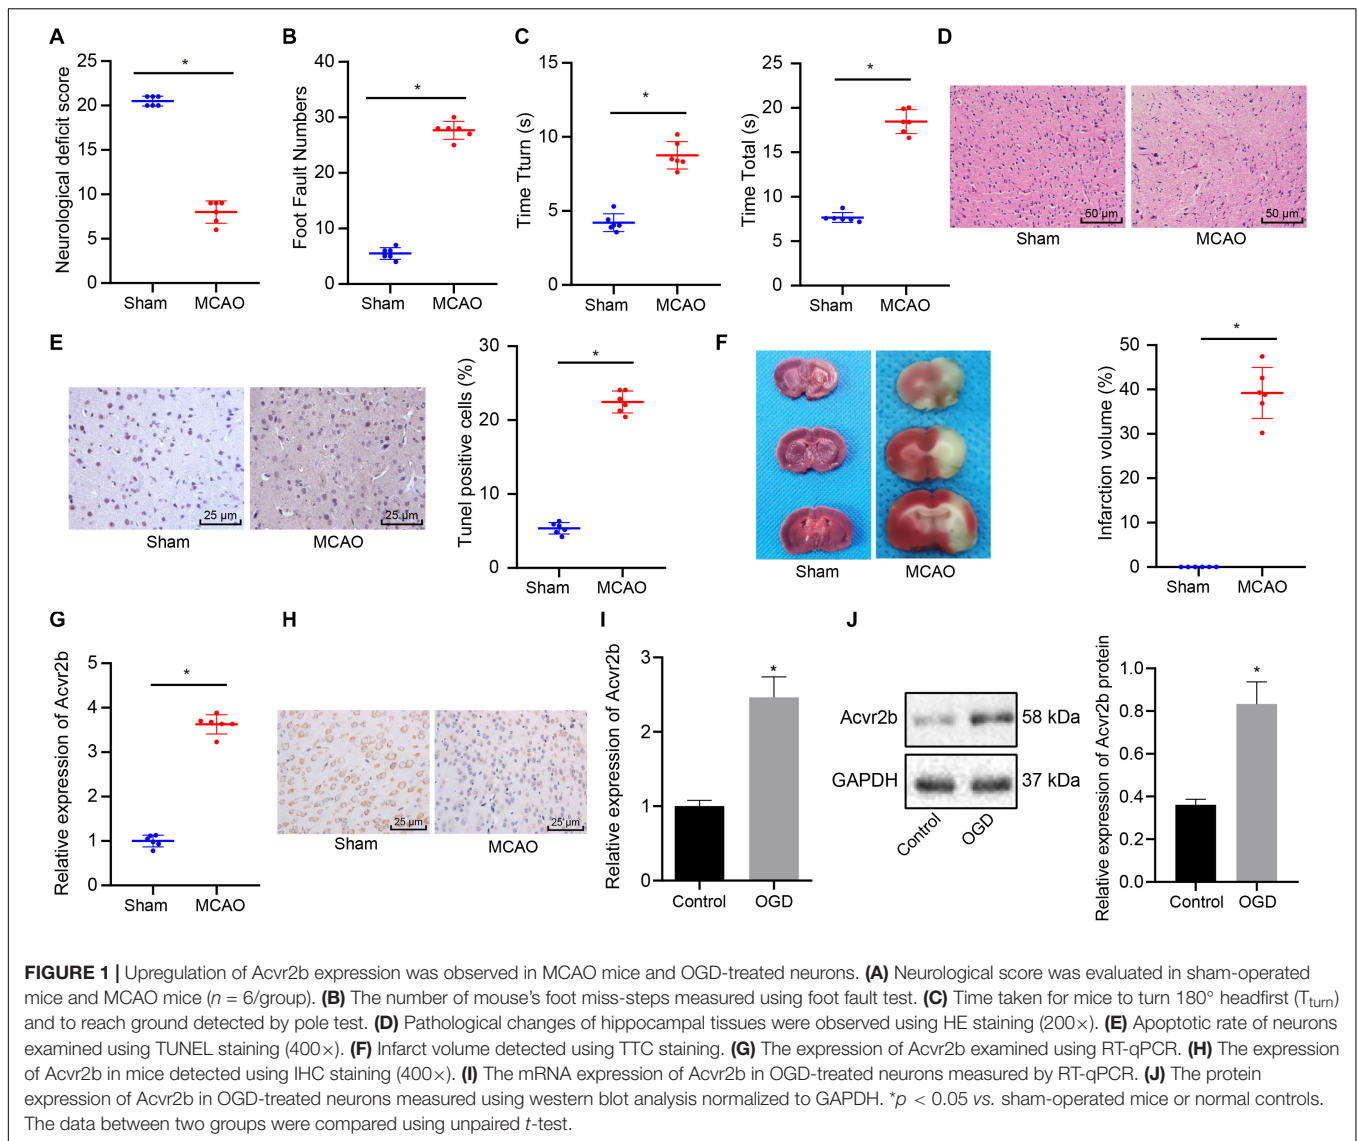 A
Neurological deficit score
25
20
15
10
5
0
*
Sham
MCAO
B
Foot Fault Numbers
40
30
20
10
0
*
Sham
MCAO
C
Time Tturn (s)
15
10
5
0
*
Sham
MCAO
Time Total (s)
25
20
15
10
5
0
*
Sham
MCAO
D
50 µm
Sham
50 µm
MCAO
E
25 µm
Sham
25 µm
MCAO
Tunel positive cells (%)
30
20
10
0
*
Sham
MCAO
F
Sham
MCAO
Infarction volume (%)
50
40
30
20
10
0
*
Sham
MCAO
G
Relative expression of Acvr2b
5
4
3
2
1
0
*
Sham
MCAO
H
25 µm
Sham
25 µm
MCAO
I
Relative expression of Acvr2b
3
2
1
0
*
Control
OGD
J
Acvr2b
58 kDa
GAPDH
37 kDa
Control
OGD
Relative expression of Acvr2b protein
1.0
0.8
0.6
0.4
0.2
0.0
*
Control
OGD
FIGURE 1 | Upregulation of Acvr2b expression was observed in MCAO mice and OGD-treated neurons. (A) Neurological score was evaluated in sham-operated
mice and MCAO mice (n = 6/group). (B) The number of mouse's foot miss-steps measured using foot fault test. (C) Time taken for mice to turn 180° headfirst (Tturn)
and to reach ground detected by pole test. (D) Pathological changes of hippocampal tissues were observed using HE staining (200×). (E) Apoptotic rate of neurons
examined using TUNEL staining (400×). (F) Infarct volume detected using TTC staining. (G) The expression of Acvr2b examined using RT-qPCR. (H) The expression
of Acvr2b in mice detected using IHC staining (400×). (I) The mRNA expression of Acvr2b in OGD-treated neurons measured by RT-qPCR. (J) The protein
expression of Acvr2b in OGD-treated neurons measured using western blot analysis normalized to GAPDH. *p < 0.05 vs. sham-operated mice or normal controls.
The data between two groups were compared using unpaired t-test.